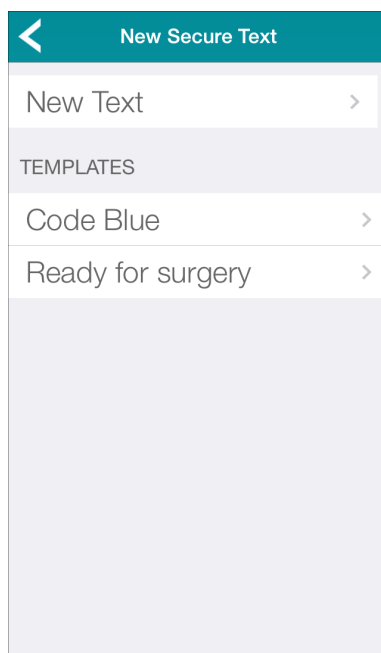 New Secure Text
New Text
TEMPLATES
Code Blue
Ready for surgery